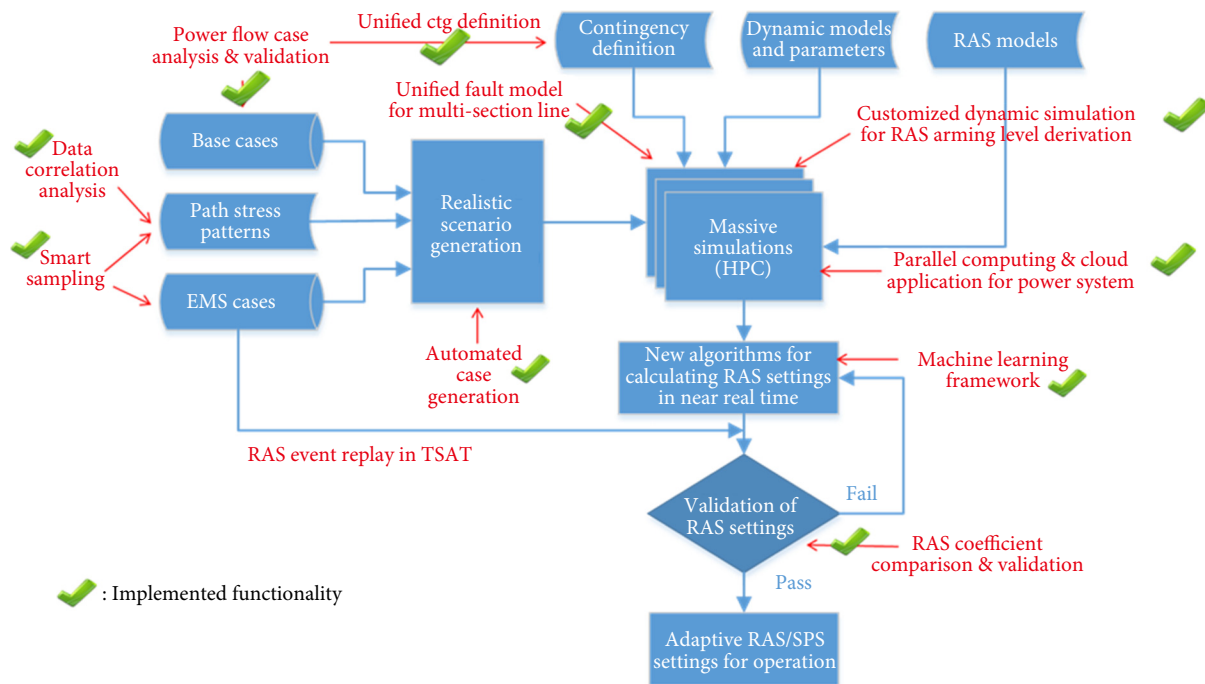 Unified ctg definition
Power flow case
analysis & validation
Contingency
definition
Dynamic models
and parameters
RAS models
Unified fault model
for multi-section line
Customized dynamic simulation
for RAS arming level derivation
Base cases
Data
correlation
analysis
Path stress
patterns
Smart
sampling
EMS cases
Realistic
scenario
generation
Massive
simulations
(HPC)
Parallel computing & cloud
application for power system
Automated
case
generation
New algorithms for
calculating RAS settings
in near real time
Machine learning
framework
RAS event replay in TSAT
Validation of
RAS settings
Fail
RAS coefficient
comparison & validation
Pass
: Implemented functionality
Adaptive RAS/SPS
settings for operation